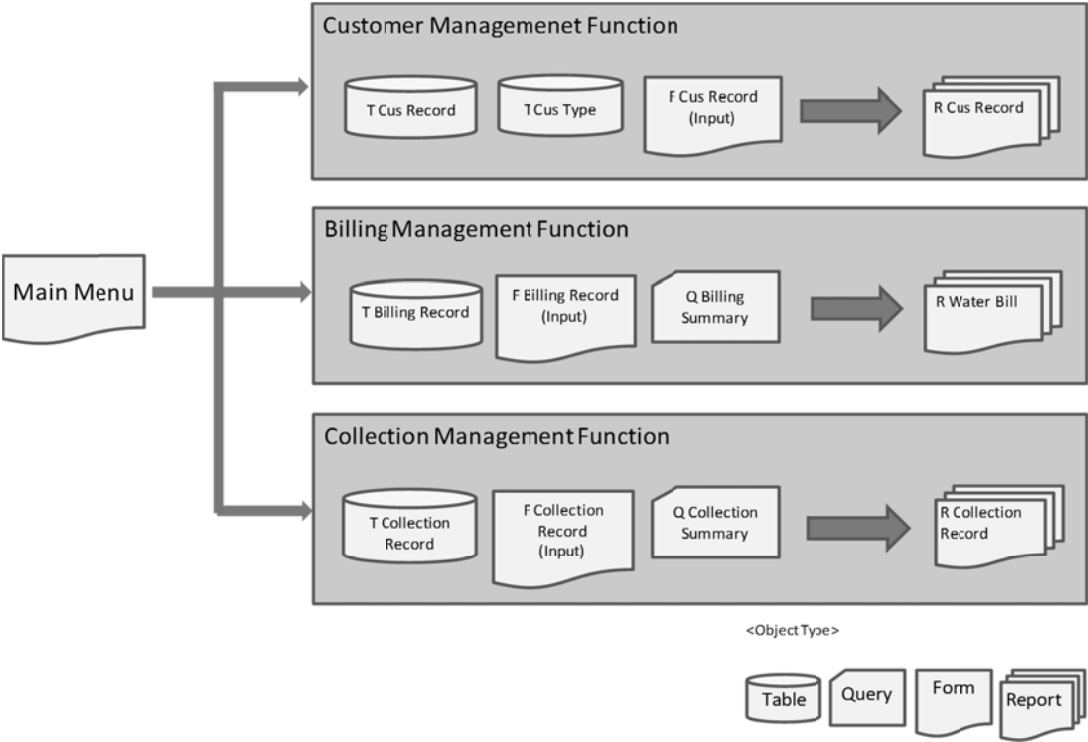 Customer Managemenet Function
T Cus Record
T Cus Type
F Cus Record
(Input)
R Cus Record
Billing Management Function
Main Menu
T Billing Record
F Billing Record
(Input)
Q Billing
Summary
R Water Bill
Collection Management Function
T Collection
Record
F Collection
Record
(Input)
Q Collection
Summary
R Collection
Record
<Object Type>
Table
Query
Form
Report